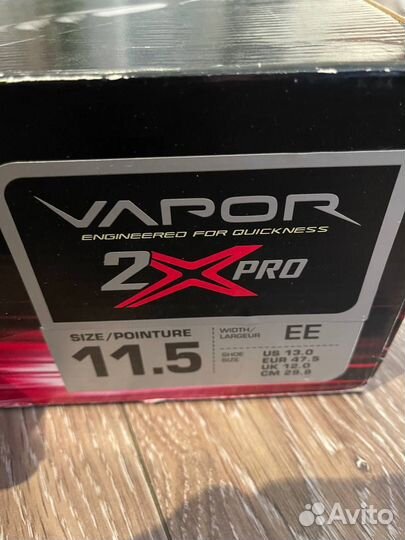 VAPOR
ENGINEERED FOR QUICKNESS
2X PRO
SIZE/POINTURE
11.5
WIDTH/
LARGEUR
EE
SHOE
SIZE
US 13.0
EUR 47.5
UK 12.0
CM 29.8
Avito